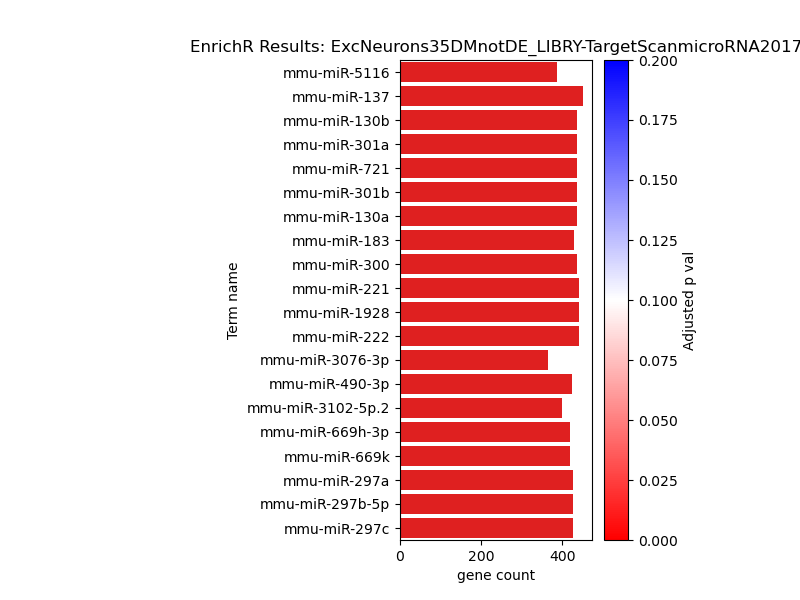 EnrichR Results: ExcNeurons35DMnotDE_LIBRY-TargetScanmicroRNA2017
mmu-miR-5116
mmu-miR-137
mmu-miR-130b
mmu-miR-301a
mmu-miR-721
mmu-miR-301b
mmu-miR-130a
mmu-miR-183
mmu-miR-300
mmu-miR-221
mmu-miR-1928
mmu-miR-222
mmu-miR-3076-3p
mmu-miR-490-3p
mmu-miR-3102-5p.2
mmu-miR-669h-3p
mmu-miR-669k
mmu-miR-297a
mmu-miR-297b-5p
mmu-miR-297c
Term name
0 200 400
gene count
0.200
0.175
0.150
0.125
0.100
0.075
0.050
0.025
0.000
Adjusted p val